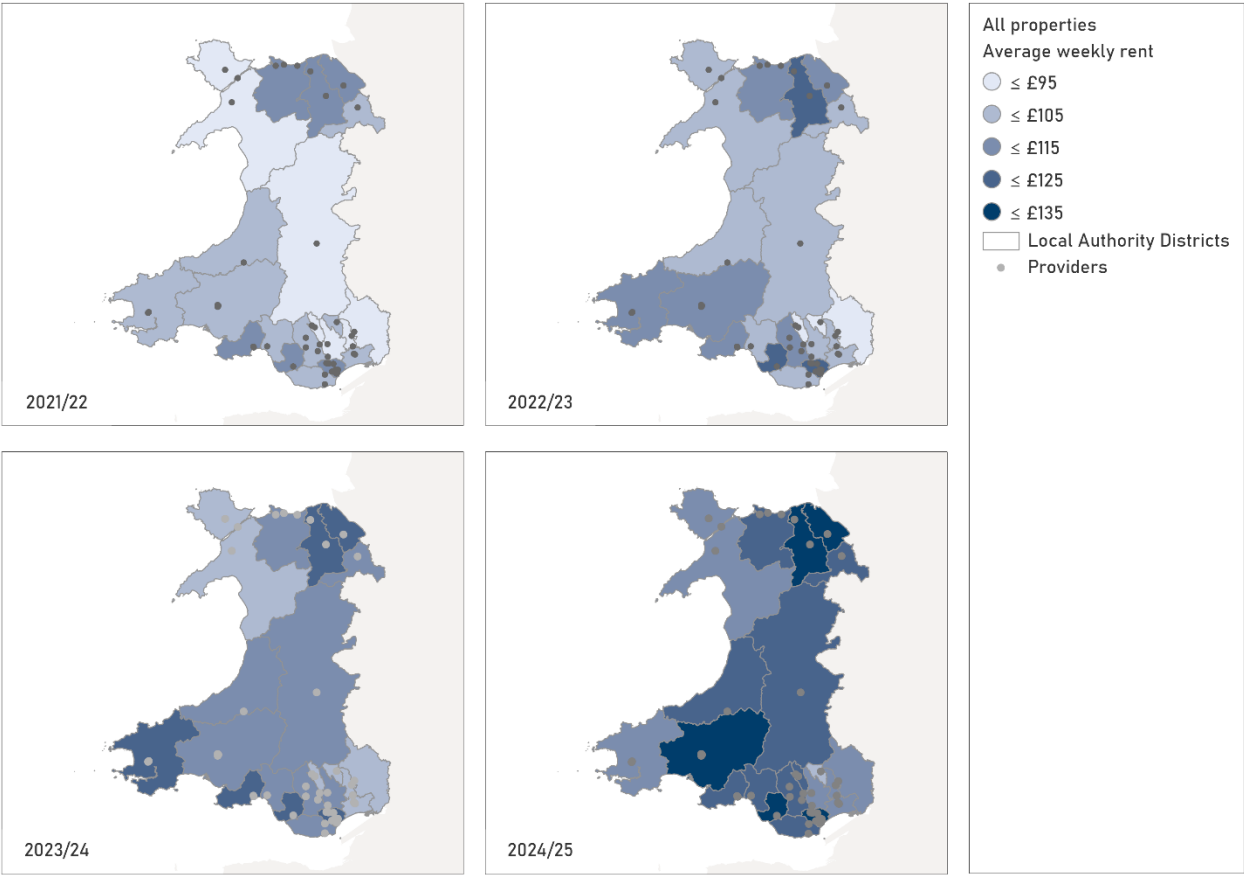 2021/22
2022/23
2023/24
2024/25
All properties
Average weekly rent
≤ £95
≤ £105
≤ £115
≤ £125
≤ £135
Local Authority Districts
Providers